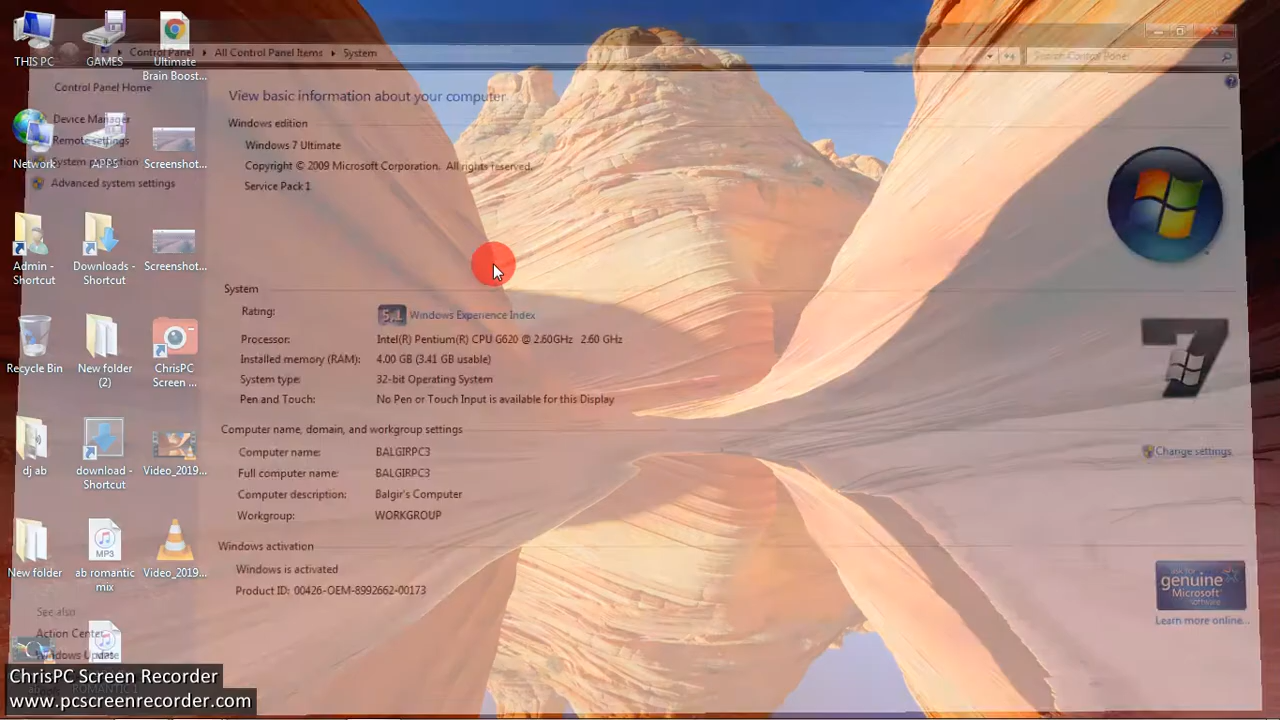 THIS PC
GAMES
Ultimate
Brain Boost...
Network
APPS
Screenshot...
Admin -
Shortcut
Downloads -
Shortcut
Screenshot...
Recycle Bin
New folder
(2)
ChrisPC
Screen ...
dj ab
download -
Shortcut
Video_2019...
New folder
ab romantic
mix
MP3
Video_2019...
ROMANTIC 1
Control Panel
All Control Panel Items
System
Search Control Panel
Control Panel Home
Device Manager
Remote settings
System protection
Advanced system settings
See also
Action Center
Windows Update
View basic information about your computer
Windows edition
Windows 7 Ultimate
Copyright © 2009 Microsoft Corporation. All rights reserved.
Service Pack 1
System
Rating:
5,1 Windows Experience Index
Processor:
Intel(R) Pentium(R) CPU G620 @ 2.60GHz 2.60 GHz
Installed memory (RAM):
4.00 GB (3.41 GB usable)
System type:
32-bit Operating System
Pen and Touch:
No Pen or Touch Input is available for this Display
Computer name, domain, and workgroup settings
Computer name:
BALGIRPC3
Full computer name:
BALGIRPC3
Computer description:
Balgir's Computer
Workgroup:
WORKGROUP
Change settings
Windows activation
Windows is activated
Product ID: 00426-OEM-8992662-00173
7
ask for
genuine
Microsoft
software
Learn more online...
ChrisPC Screen Recorder
www.pcscreenrecorder.com